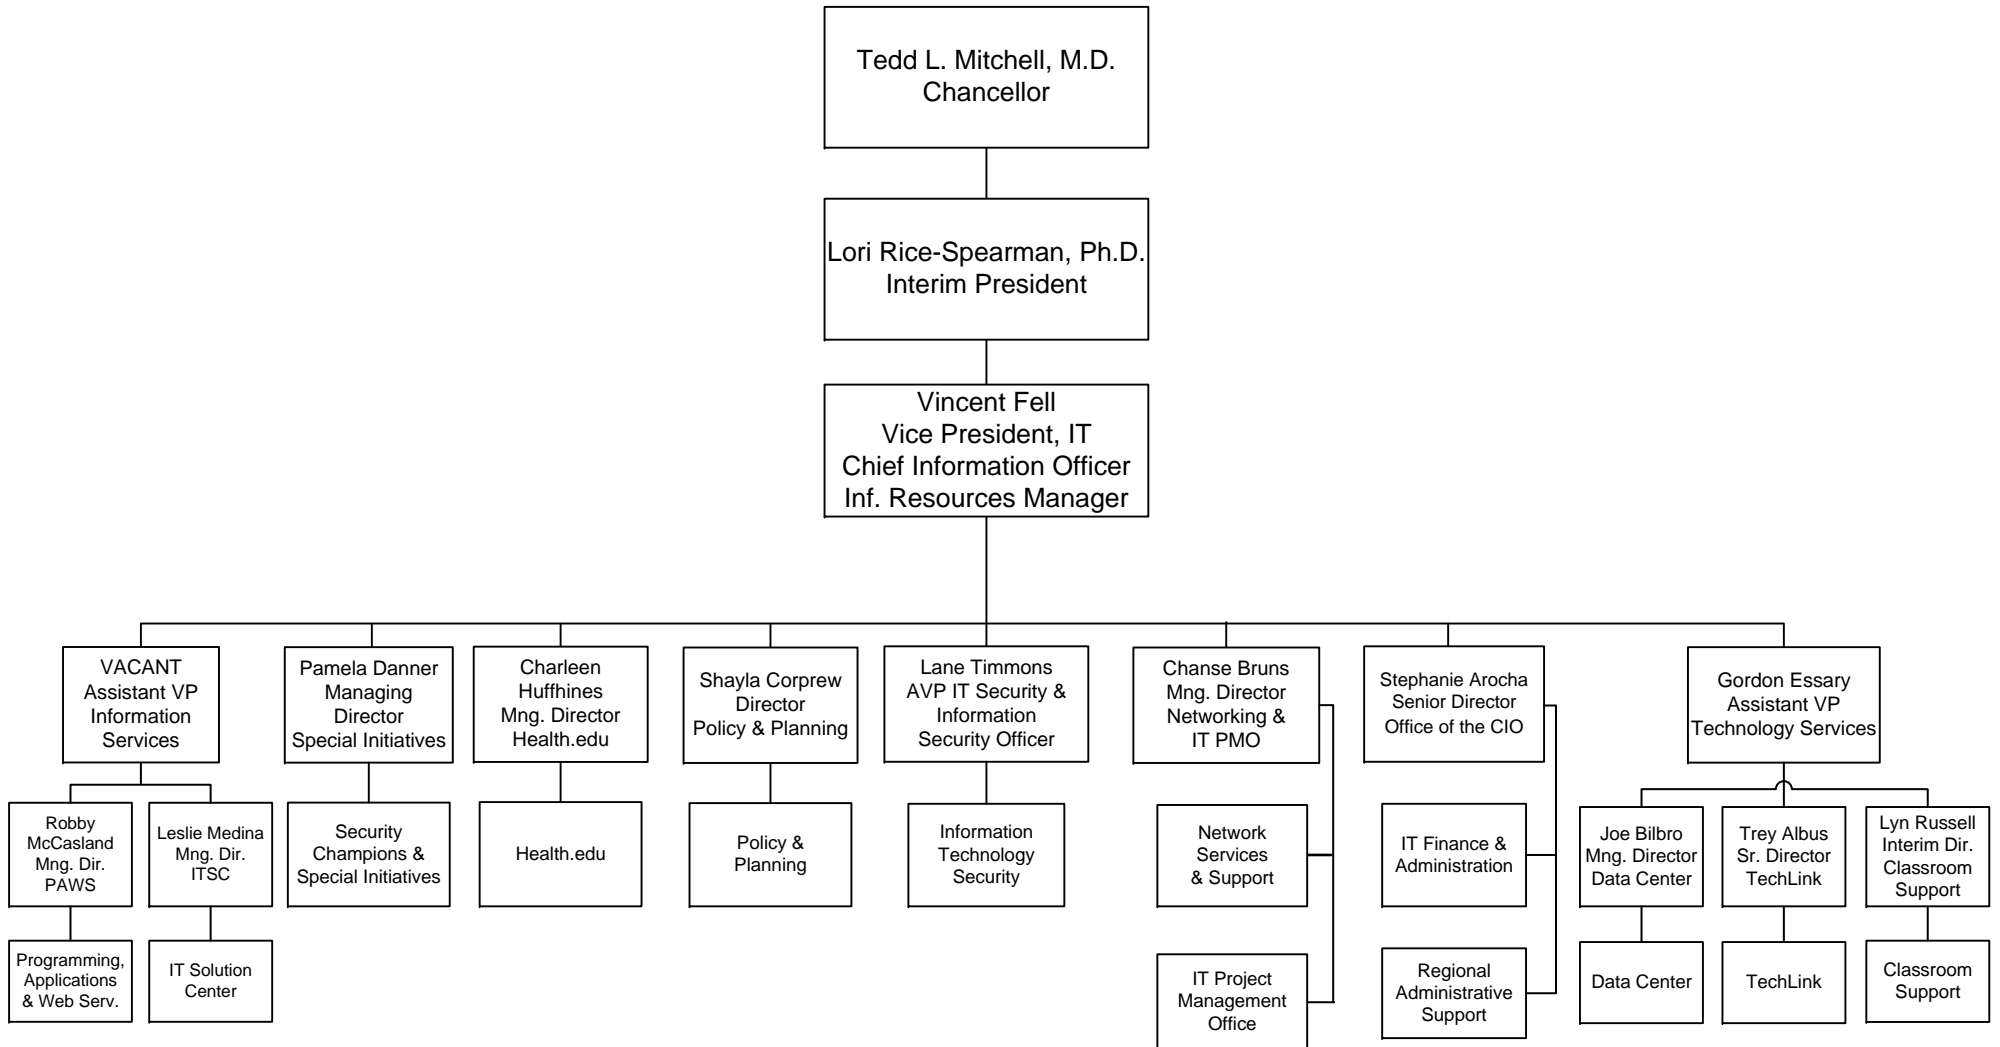 Tedd L. Mitchell, M.D.
Chancellor
Lori Rice-Spearman, Ph.D.
Interim President
Vincent Fell
Vice President, IT
Chief Information Officer
Inf. Resources Manager
VACANT
Assistant VP
Information
Services
Pamela Danner
Managing
Director
Special Initiatives
Charleen
Huffhines
Mng. Director
Health.edu
Shayla Corprew
Director
Policy & Planning
Lane Timmons
AVP IT Security &
Information
Security Officer
Chanse Bruns
Mng. Director
Networking &
IT PMO
Stephanie Arocha
Senior Director
Office of the CIO
Gordon Essary
Assistant VP
Technology Services
Robby
McCasland
Mng. Dir.
PAWS
Leslie Medina
Mng. Dir.
ITSC
Security
Champions &
Special Initiatives
Health.edu
Policy &
Planning
Information
Technology
Security
Network
Services
& Support
IT Finance &
Administration
Joe Bilbro
Mng. Director
Data Center
Trey Albus
Sr. Director
TechLink
Lyn Russell
Interim Dir.
Classroom
Support
Programming,
Applications
& Web Serv.
IT Solution
Center
IT Project
Management
Office
Regional
Administrative
Support
Data Center
TechLink
Classroom
Support